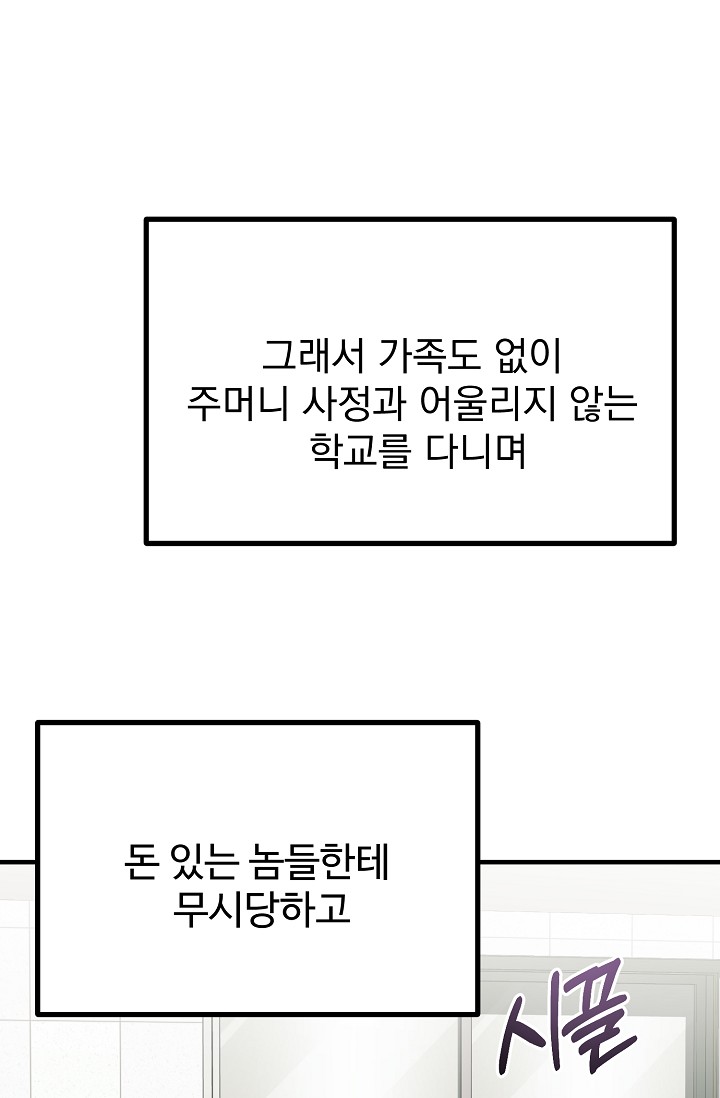 그래서 가족도 없이
주머니 사정과 어울리지 않는
학교를 다니며
돈 있는 놈들한테
무시당하고
시끌